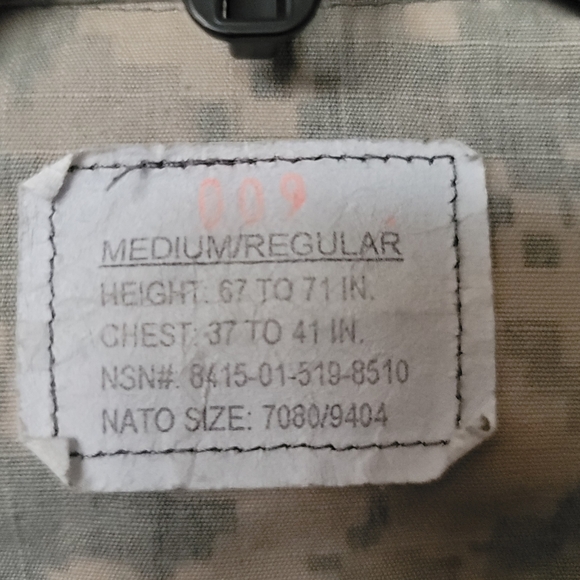 009
MEDIUM/REGULAR
HEIGHT: 67 TO 71 IN.
CHEST: 37 TO 41 IN.
NSN#: 8415-01-519-8510
NATO SIZE: 7080/9404